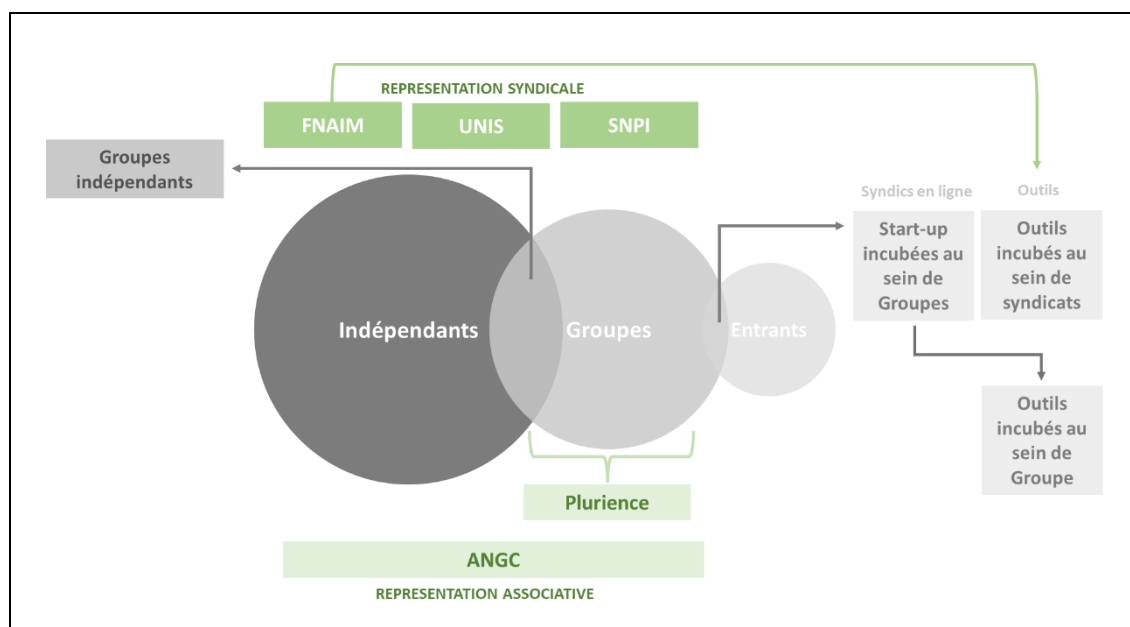 REPRESENTATION SYNDICALE
FNAIM
UNIS
SNPI
Groupes
indépendants
Syndics en ligne
Outils
Start-up
incubées au
sein de
Groupes
Outils
incubés au
sein de
syndicats
Indépendants
Groupes
Entrants
Outils
incubés au
sein de
Groupe
Plurience
ANGC
REPRESENTATION ASSOCIATIVE